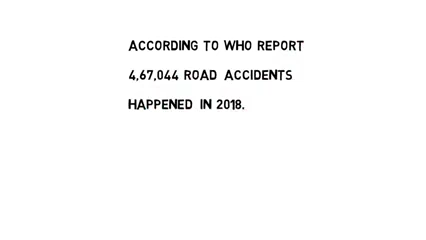 ACCORDING TO WHO REPORT
4,67,044 ROAD ACCIDENTS
HAPPENED IN 2018.